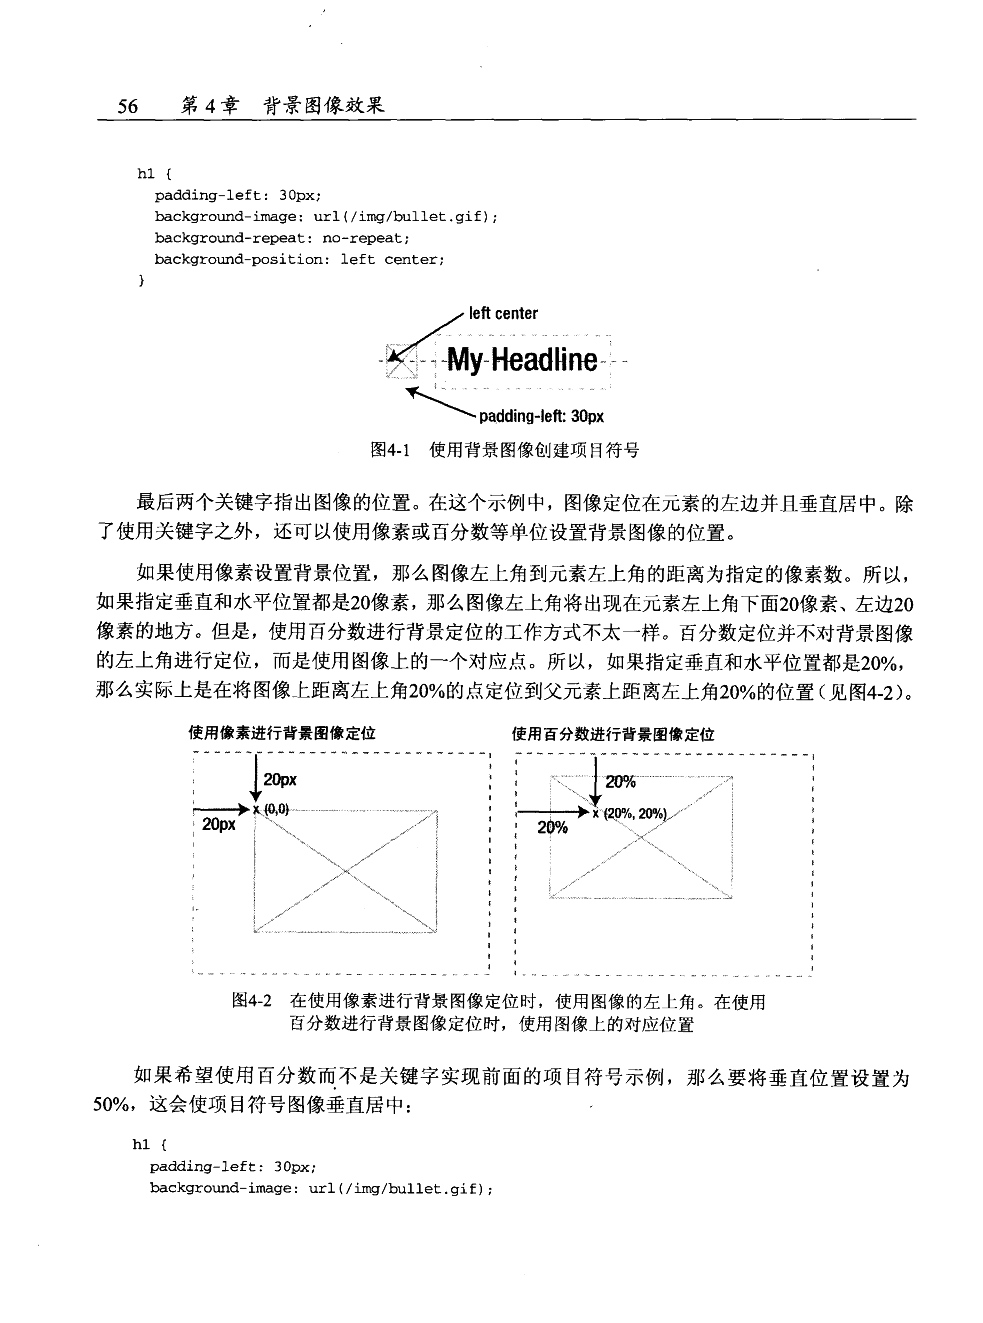 56 第4章 背景图像效果
h1 {
padding-left: 30px;
background-image: url(/img/bullet.gif);
background-repeat: no-repeat;
background-position: left center;
}
left center
My Headline
padding-left: 30px
图4-1 使用背景图像创建项目符号
最后两个关键字指出图像的位置。在这个示例中，图像定位在元素的左边并且垂直居中。除
了使用关键字之外，还可以使用像素或百分数等单位设置背景图像的位置。
如果使用像素设置背景位置，那么图像左上角到元素左上角的距离为指定的像素数。所以，
如果指定垂直和水平位置都是20像素，那么图像左上角将出现在元素左上角下面20像素、左边20
像素的地方。但是，使用百分数进行背景定位的工作方式不太一样。百分数定位并不对背景图像
的左上角进行定位，而是使用图像上的一个对应点。所以，如果指定垂直和水平位置都是20%，
那么实际上是在将图像上距离左上角20%的点定位到父元素上距离左上角20%的位置（见图4-2）。
使用像素进行背景图像定位
20px
x (0,0)
20px
使用百分数进行背景图像定位
20%
x (20%, 20%)
20%
图4-2 在使用像素进行背景图像定位时，使用图像的左上角。在使用
百分数进行背景图像定位时，使用图像上的对应位置
如果希望使用百分数而不是关键字实现前面的项目符号示例，那么要将垂直位置设置为
50%，这会使项目符号图像垂直居中：
h1 {
padding-left: 30px;
background-image: url(/img/bullet.gif);